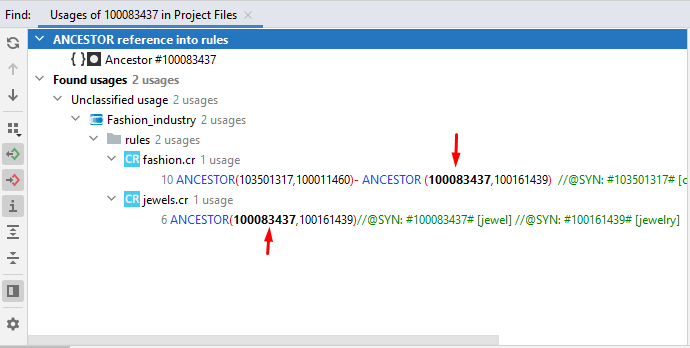 Find: Usages of 100083437 in Project Files
ANCESTOR reference into rules
Ancestor #100083437
Found usages 2 usages
Unclassified usage 2 usages
Fashion_industry 2 usages
rules 2 usages
CR fashion.cr 1 usage
10 ANCESTOR(103501317,100011460)- ANCESTOR (100083437,100161439) //@SYN: #103501317# [c
CR jewels.cr 1 usage
6 ANCESTOR(100083437,100161439)//@SYN: #100083437# [jewel] //@SYN: #100161439# [jewelry]